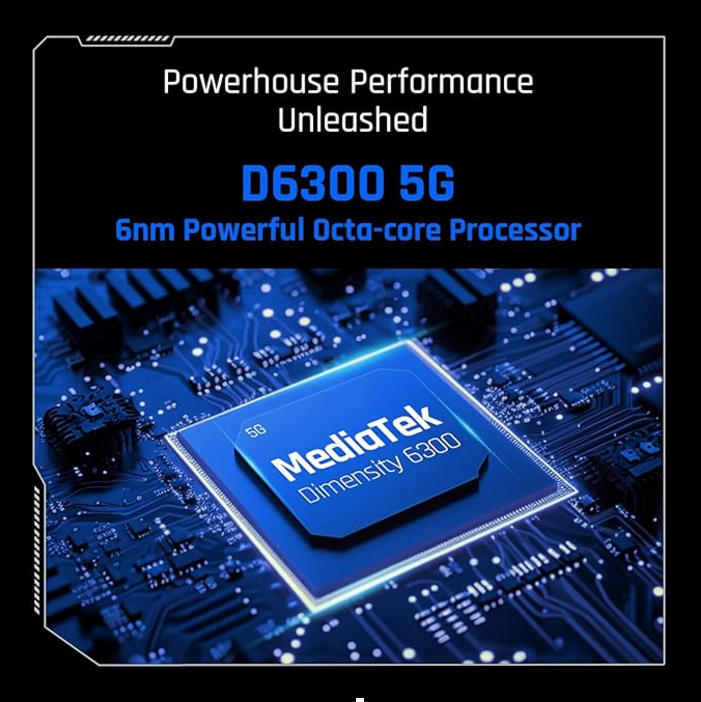 Powerhouse Performance
Unleashed
D6300 5G
6nm Powerful Octa-core Processor
5G
MediaTek
Dimensity 6300